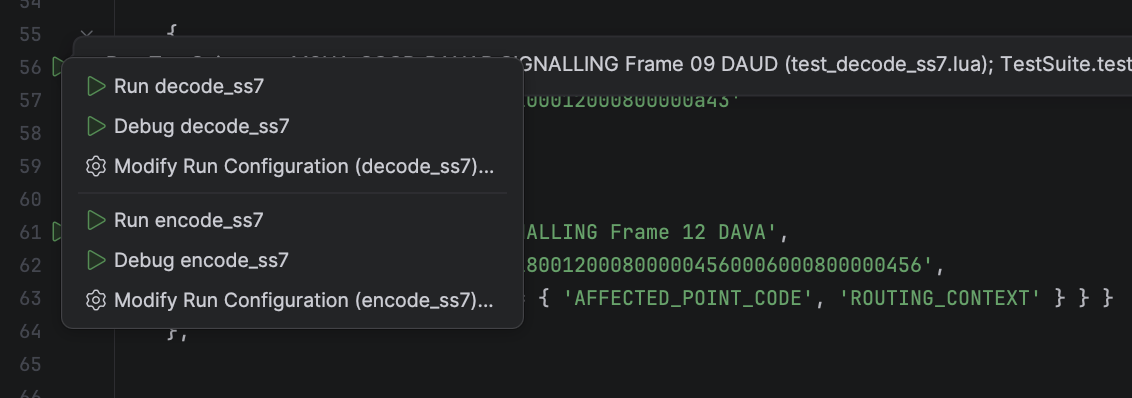 54
55 {
56 SIGNALLING Frame 09 DAUD (test_decode_ss7.lua); TestSuite.test
Run decode_ss7
57 00012000800000a43'
58 Debug decode_ss7
59 Modify Run Configuration (decode_ss7)...
60
Run encode_ss7
61 ALLING Frame 12 DAVA',
62 Debug encode_ss7 800120008000004560006000800000456',
63 Modify Run Configuration (encode_ss7)... { 'AFFECTED_POINT_CODE', 'ROUTING_CONTEXT' } } }
64 },
65
66